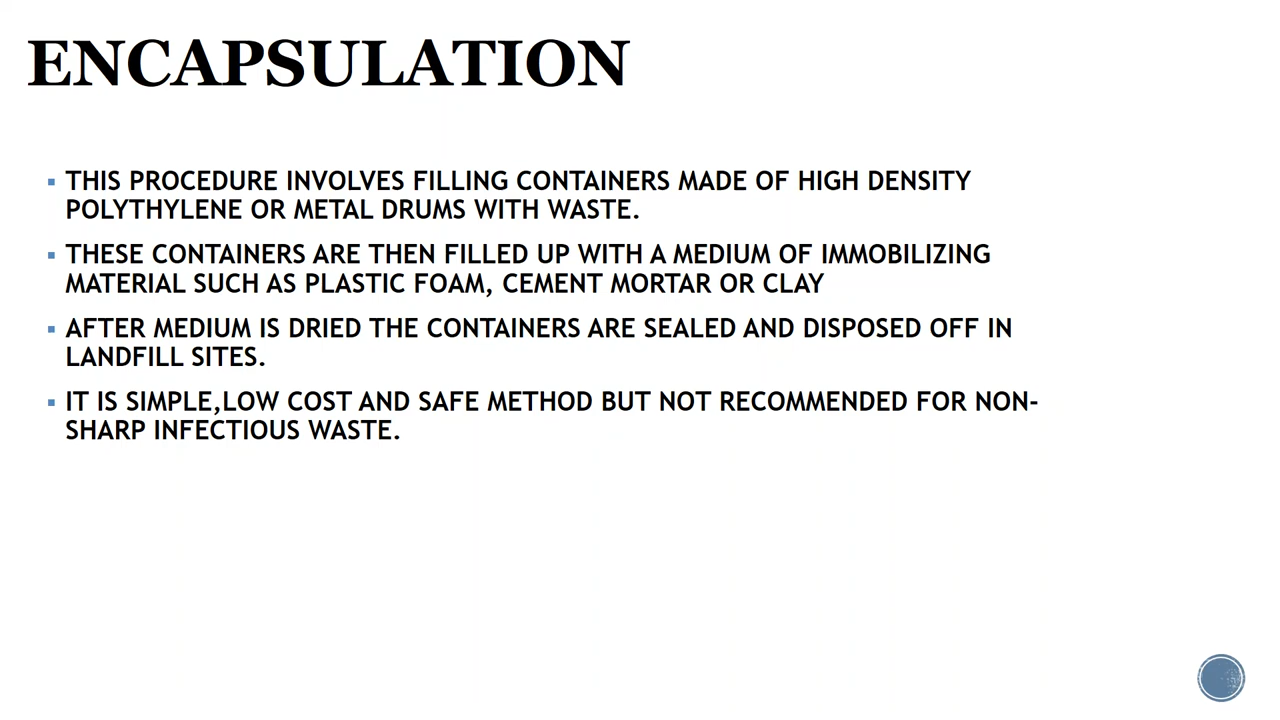 ENCAPSULATION
THIS PROCEDURE INVOLVES FILLING CONTAINERS MADE OF HIGH DENSITY
POLYTHYLENE OR METAL DRUMS WITH WASTE.
THESE CONTAINERS ARE THEN FILLED UP WITH A MEDIUM OF IMMOBILIZING
MATERIAL SUCH AS PLASTIC FOAM, CEMENT MORTAR OR CLAY
AFTER MEDIUM IS DRIED THE CONTAINERS ARE SEALED AND DISPOSED OFF IN
LANDFILL SITES.
IT IS SIMPLE,LOW COST AND SAFE METHOD BUT NOT RECOMMENDED FOR NON-
SHARP INFECTIOUS WASTE.